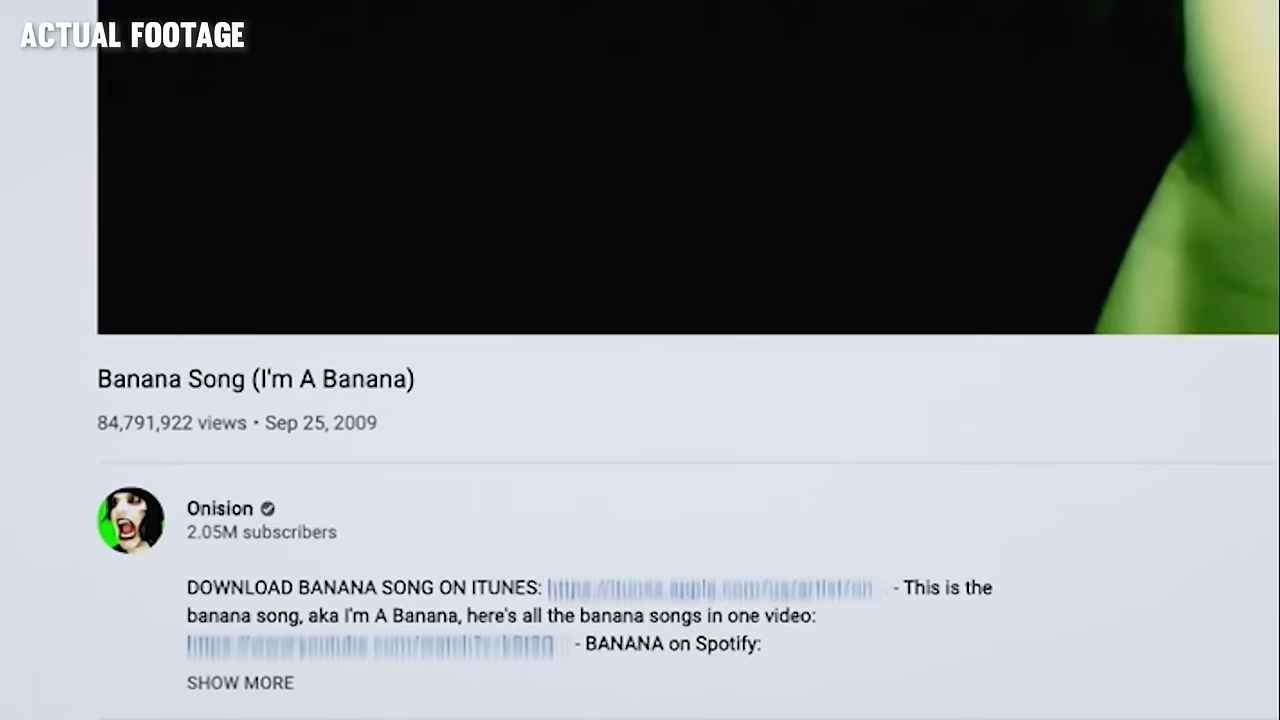 ACTUAL FOOTAGE
Banana Song (I'm A Banana)
84,791,922 views • Sep 25, 2009
Onision
2.05M subscribers
DOWNLOAD BANANA SONG ON ITUNES: - This is the
banana song, aka I'm A Banana, here's all the banana songs in one video:
- BANANA on Spotify:
SHOW MORE